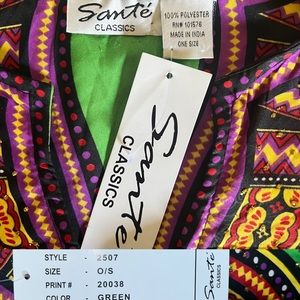 Santé
CLASSICS
100% POLYESTER
RN# 101578
MADE IN INDIA
ONE SIZE
Santé
CLASSICS
STYLE - 2507
SIZE - O/S
PRINT # - 20038
COLOR - GREEN
Santé
CLASSICS